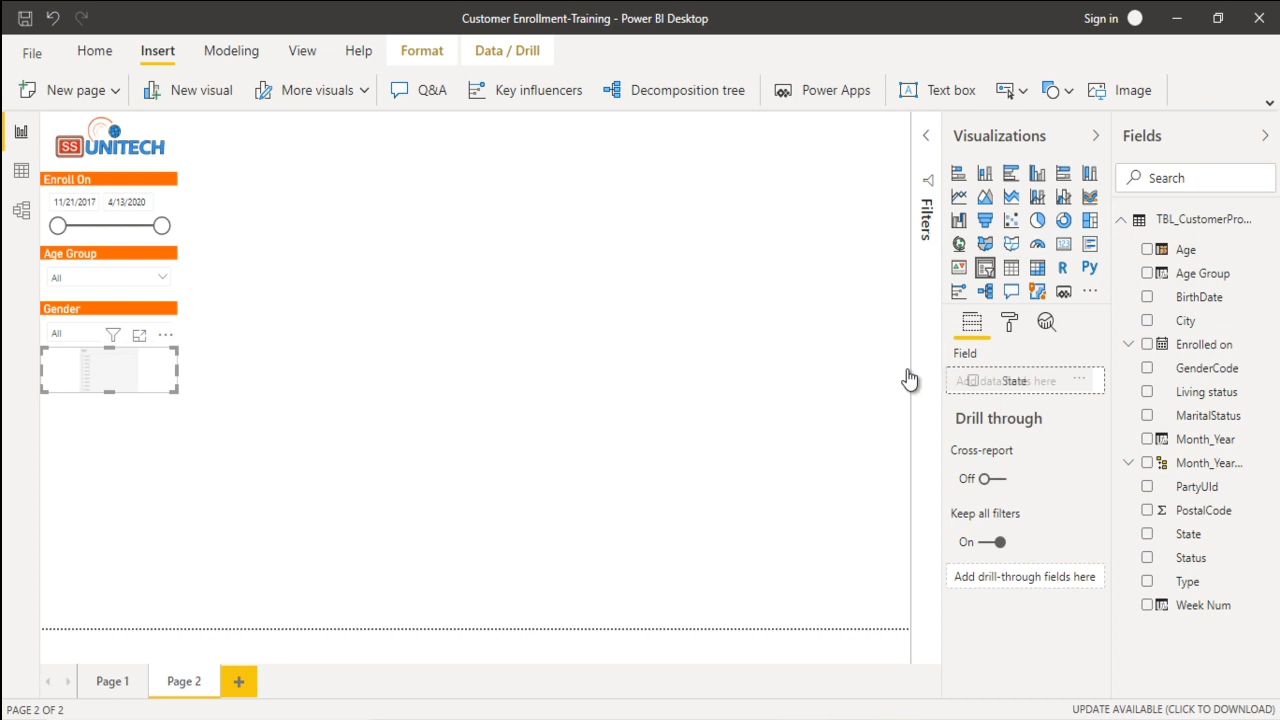 Customer Enrollment-Training - Power BI Desktop
Sign in
File
Home
Insert
Modeling
View
Help
Format
Data / Drill
New page
New visual
More visuals
Q&A
Key influencers
Decomposition tree
Power Apps
Text box
Image
SS UNITECH
Enroll On
11/21/2017
4/13/2020
Age Group
All
Gender
All
Filters
Visualizations
R
Py
Field
Add data fields here
State
Drill through
Cross-report
Off
Keep all filters
On
Add drill-through fields here
Fields
Search
TBL_CustomerPro...
Age
Age Group
BirthDate
City
Enrolled on
GenderCode
Living status
MaritalStatus
Month_Year
Month_Year...
PartyUId
Σ PostalCode
State
Status
Type
Week Num
Page 1
Page 2
PAGE 2 OF 2
UPDATE AVAILABLE (CLICK TO DOWNLOAD)